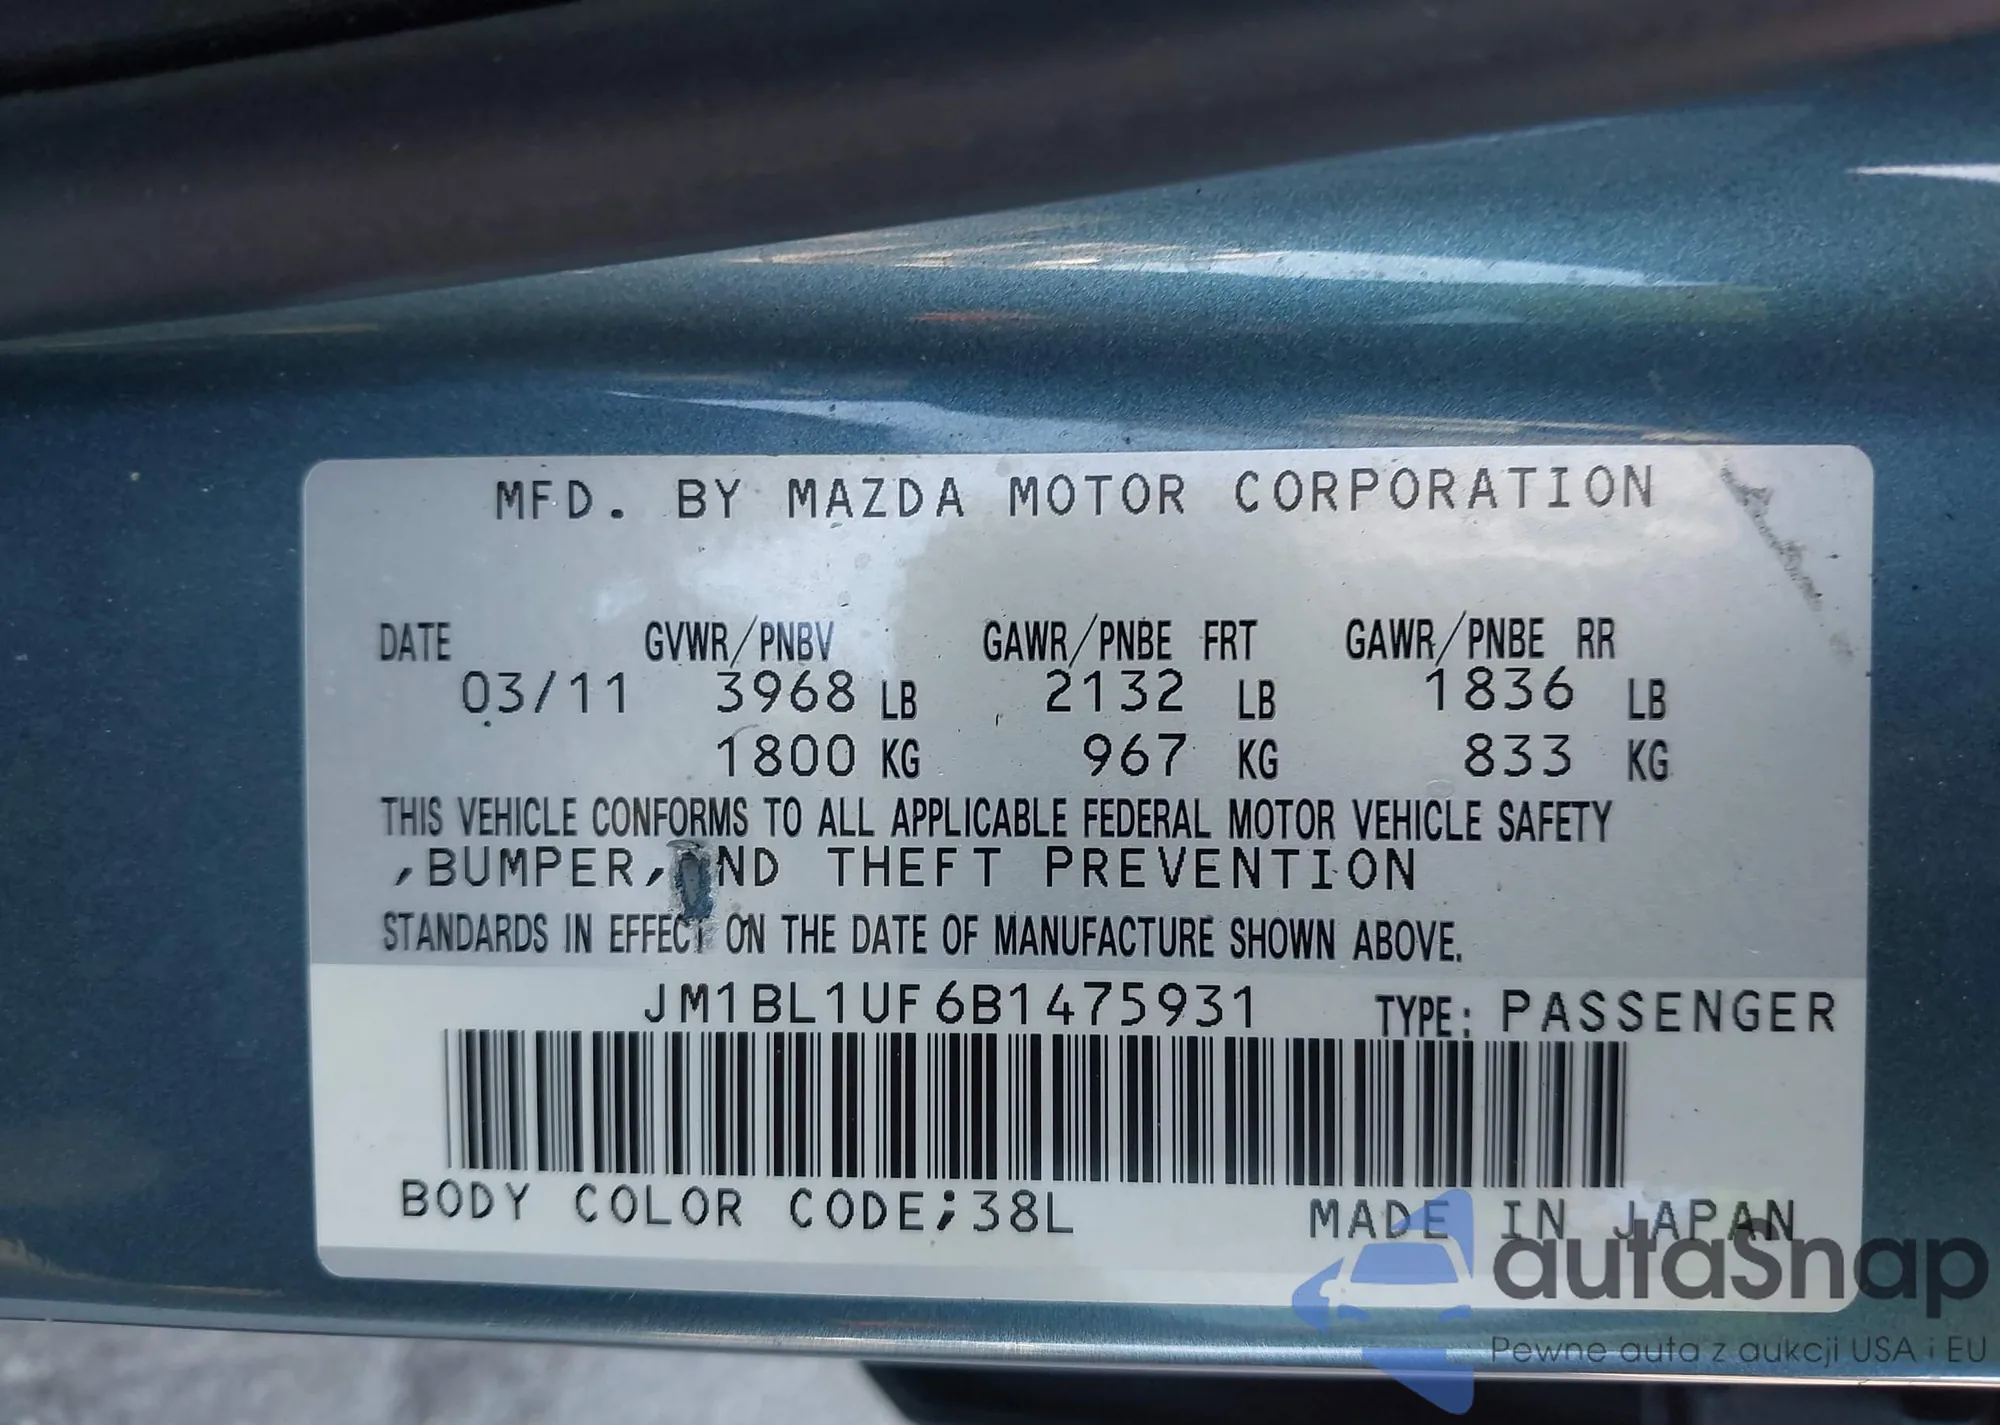 MFD. BY MAZDA MOTOR CORPORATION
DATE GVWR/PNBV GAWR/PNBE FRT GAWR/PNBE RR
03/11 3968 LB 2132 LB 1836 LB
1800 KG 967 KG 833 KG
THIS VEHICLE CONFORMS TO ALL APPLICABLE FEDERAL MOTOR VEHICLE SAFETY
,BUMPER, ND THEFT PREVENTION
STANDARDS IN EFFECT ON THE DATE OF MANUFACTURE SHOWN ABOVE.
JM1BL1UF6B1475931 TYPE: PASSENGER
BODY COLOR CODE;38L MADE IN JAPAN
autaSnap
Pewne auta z aukcji USA i EU